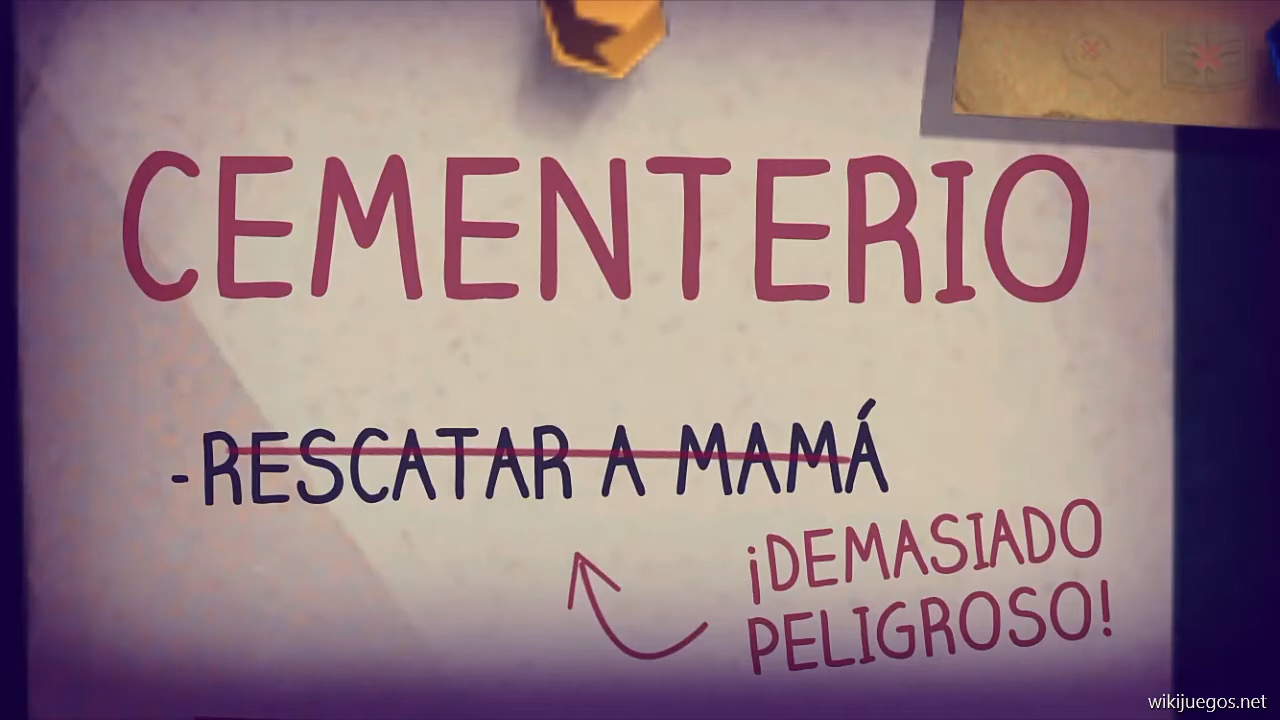 CEMENTERIO
-RESCATAR A MAMÁ
¡DEMASIADO
PELIGROSO!
wikijuegos.net